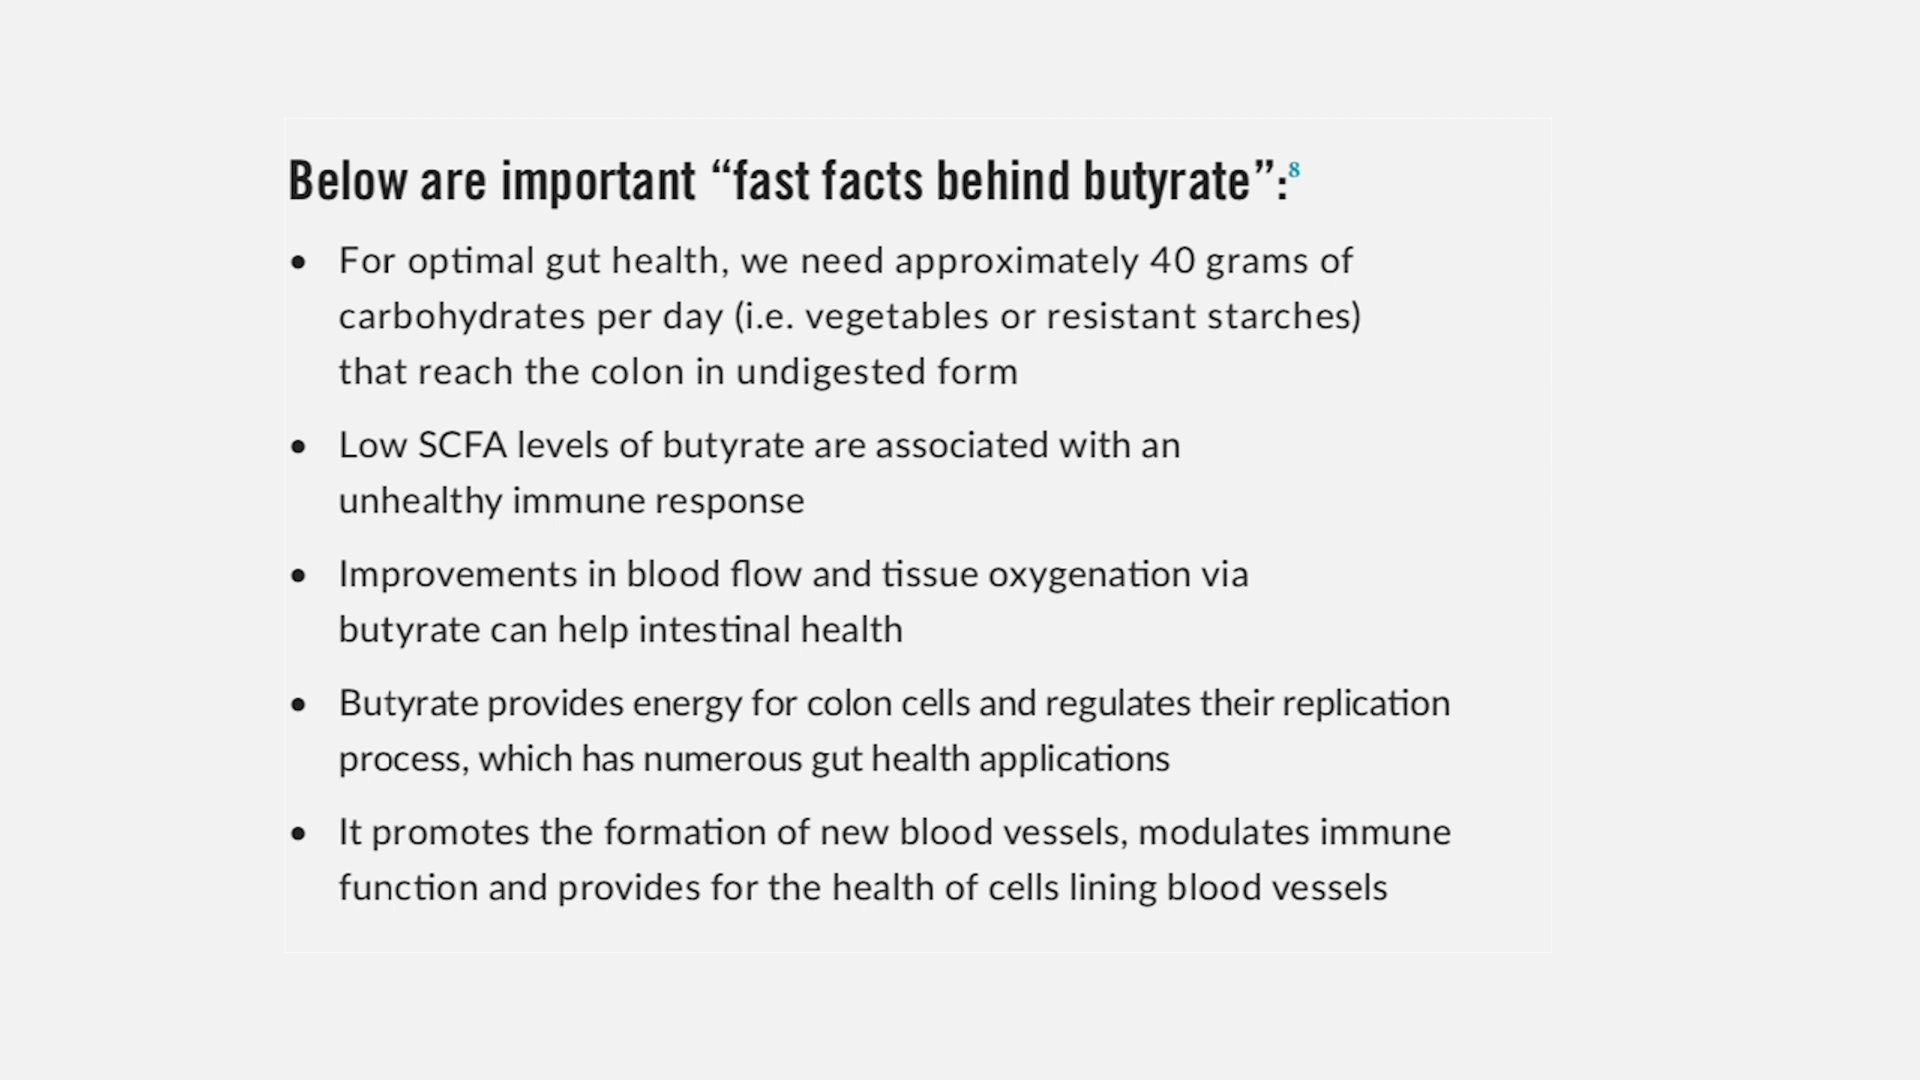 Below are important “fast facts behind butyrate”:8
• For optimal gut health, we need approximately 40 grams of
carbohydrates per day (i.e. vegetables or resistant starches)
that reach the colon in undigested form
• Low SCFA levels of butyrate are associated with an
unhealthy immune response
• Improvements in blood flow and tissue oxygenation via
butyrate can help intestinal health
• Butyrate provides energy for colon cells and regulates their replication
process, which has numerous gut health applications
• It promotes the formation of new blood vessels, modulates immune
function and provides for the health of cells lining blood vessels